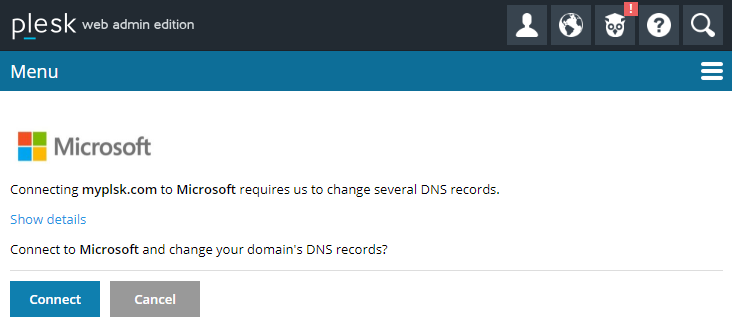 plesk web admin edition
!
Menu
Microsoft
Connecting myplsk.com to Microsoft requires us to change several DNS records.
Show details
Connect to Microsoft and change your domain's DNS records?
Connect Cancel